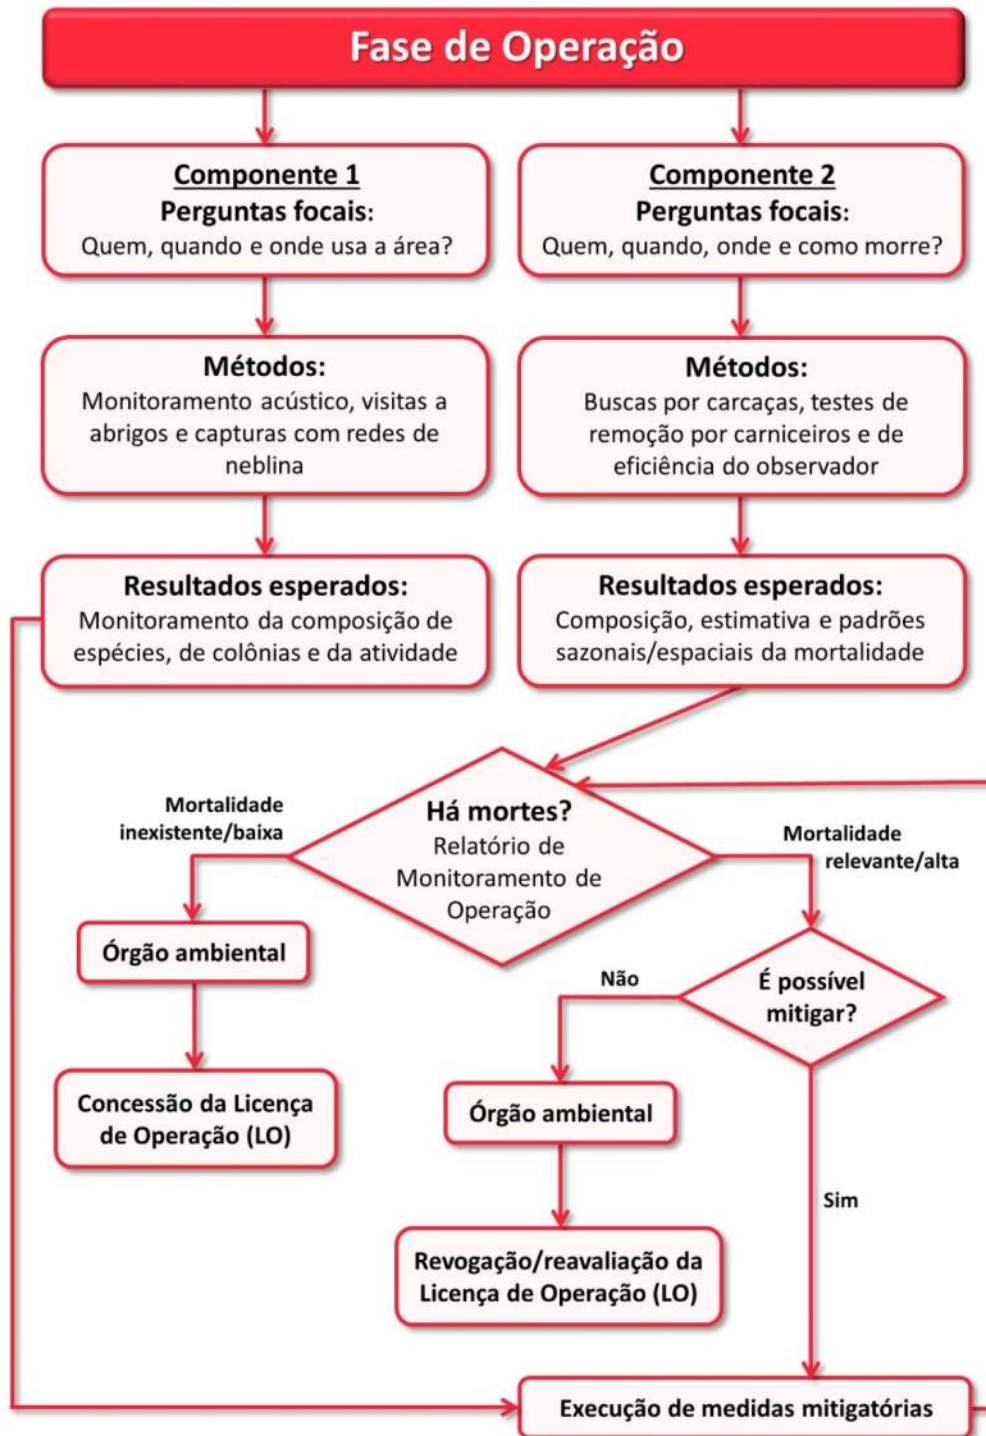 Fase de Operação
Componente 1
Perguntas focais:
Quem, quando e onde usa a área?
Componente 2
Perguntas focais:
Quem, quando, onde e como morre?
Métodos:
Monitoramento acústico, visitas a
abrigos e capturas com redes de
neblina
Métodos:
Buscas por carcaças, testes de
remoção por carniceiros e de
eficiência do observador
Resultados esperados:
Monitoramento da composição de
espécies, de colônias e da atividade
Resultados esperados:
Composição, estimativa e padrões
sazonais/espaciais da mortalidade
Mortalidade
inexistente/baixa
Há mortes?
Relatório de
Monitoramento de
Operação
Mortalidade
relevante/alta
Órgão ambiental
Concessão da Licença
de Operação (LO)
Não
É possível
mitigar?
Órgão ambiental
Revogação/reavaliação da
Licença de Operação (LO)
Sim
Execução de medidas mitigatórias